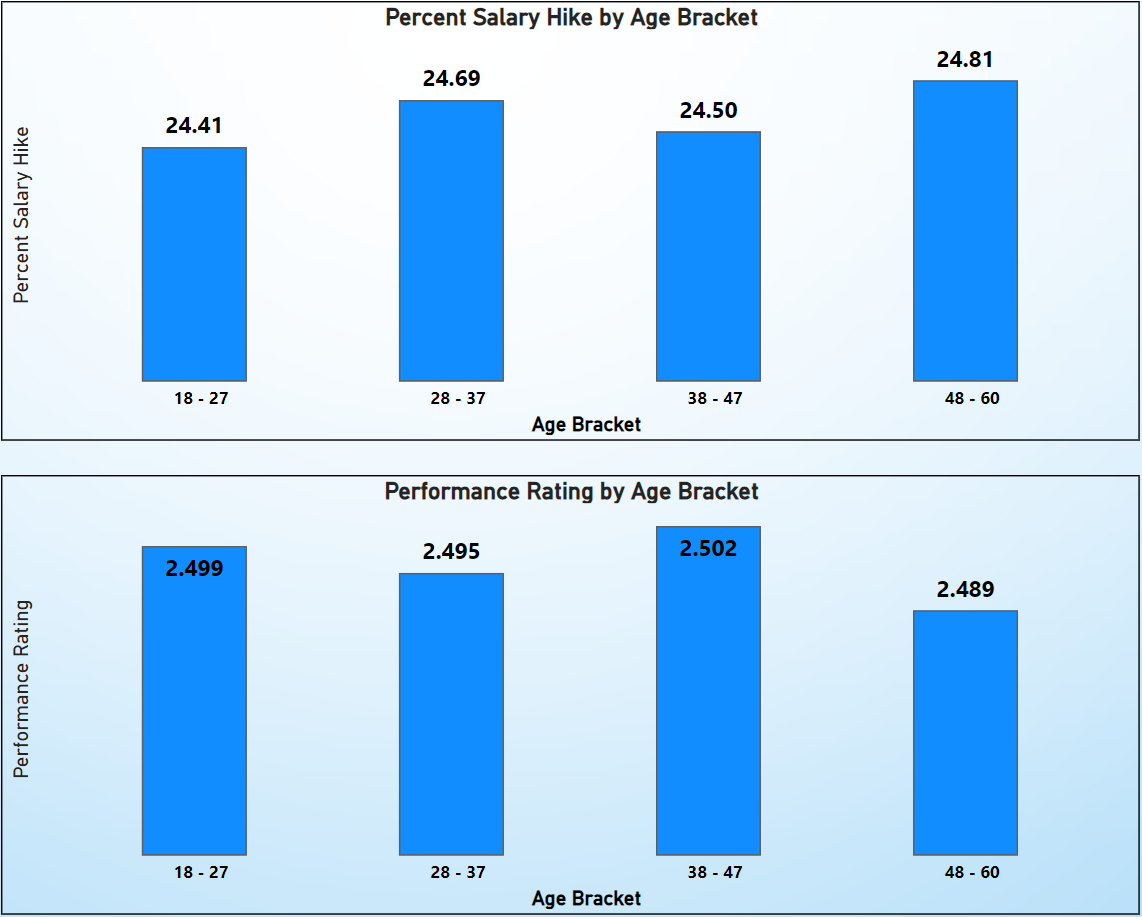 Percent Salary Hike by Age Bracket
24.81
24.69
24.50
24.41
Percent Salary Hike
18 - 27 28 - 37 38 - 47 48 - 60
Age Bracket
Performance Rating by Age Bracket
2.499 2.495 2.502
2.489
Performance Rating
18 - 27 28 - 37 38 - 47 48 - 60
Age Bracket